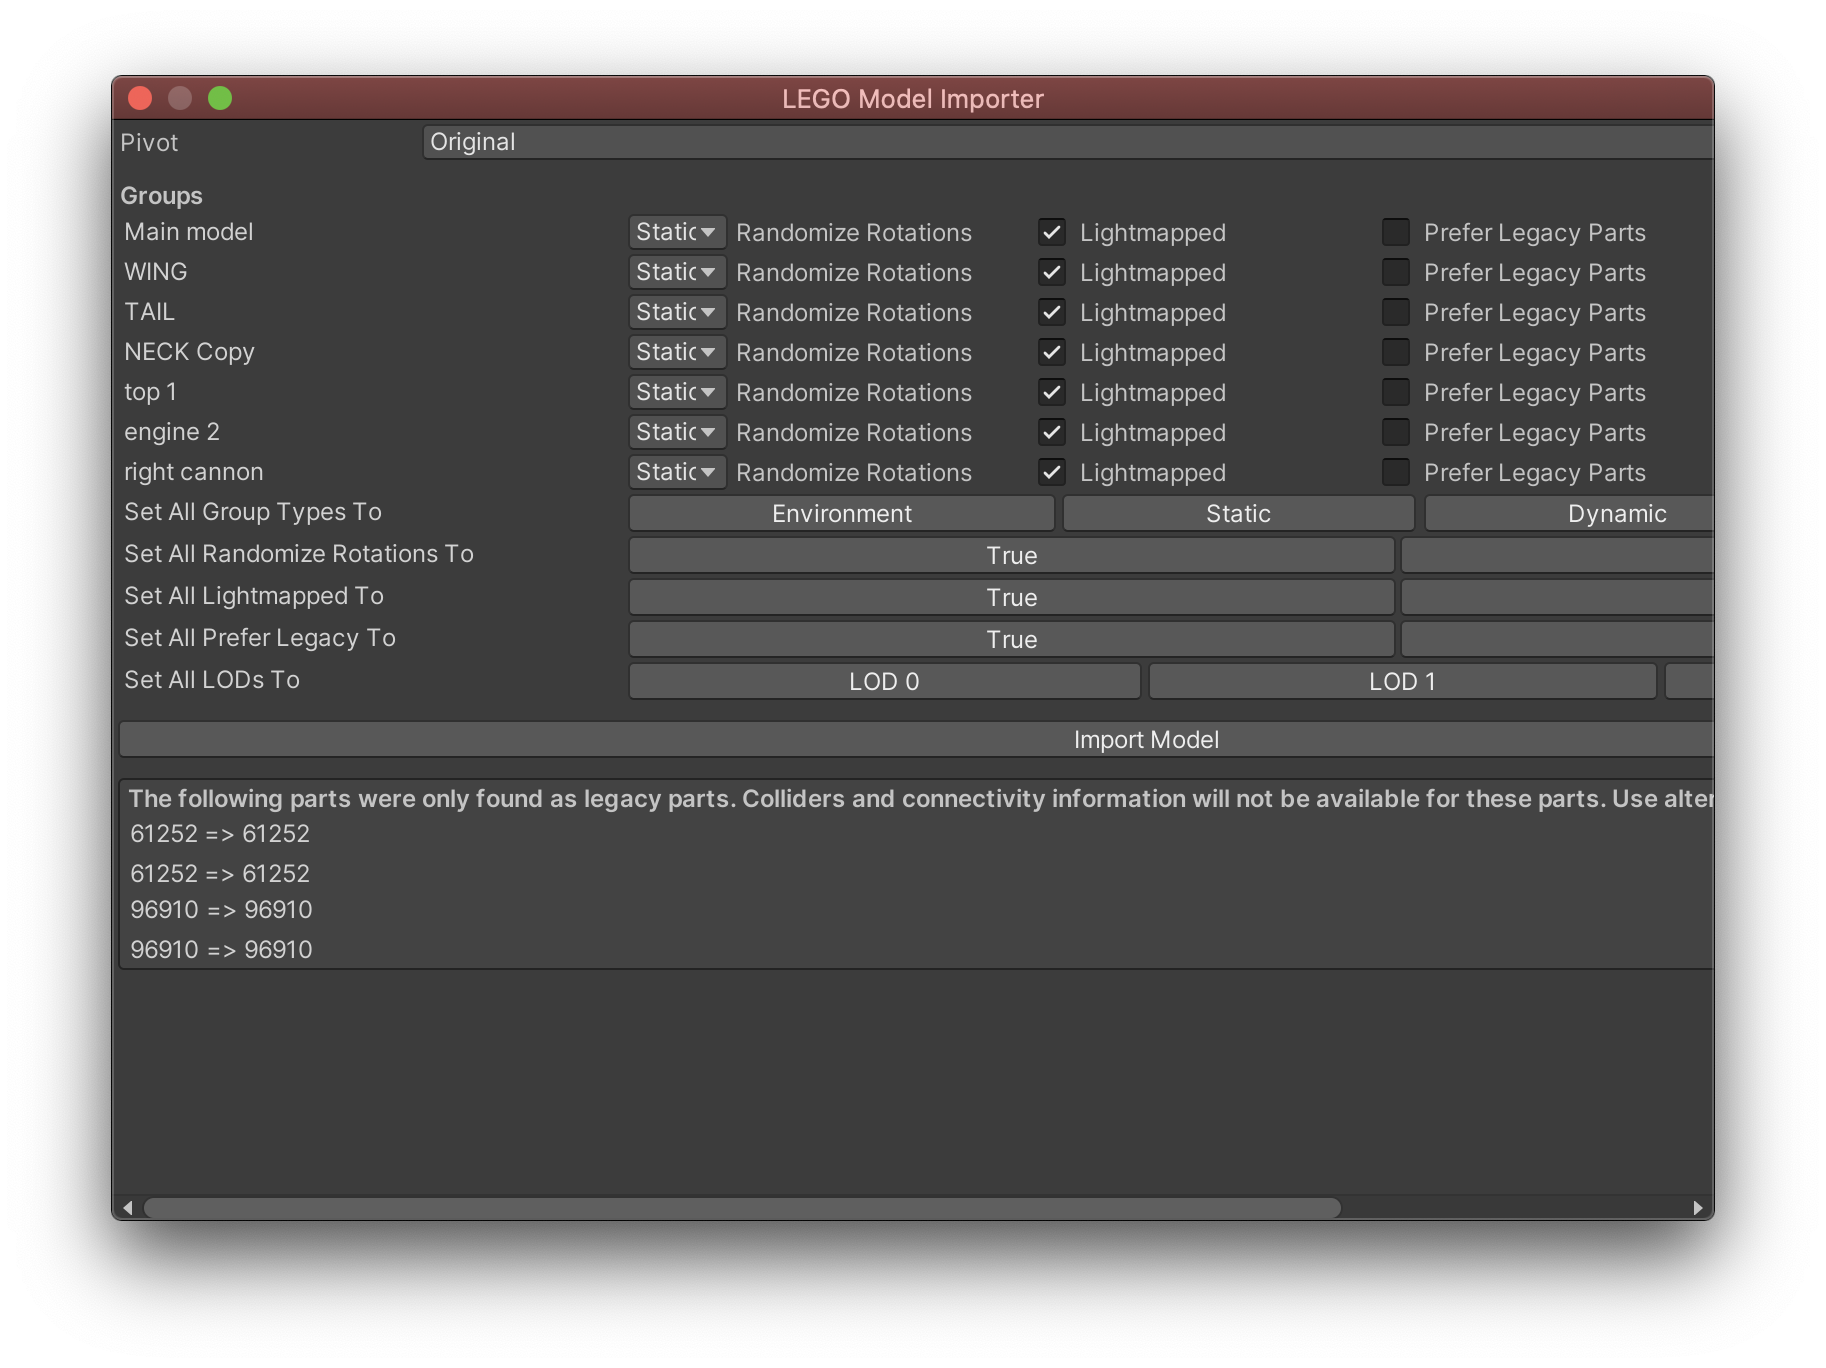 LEGO Model Importer
Pivot Original
Groups
Main model Static Randomize Rotations Lightmapped Prefer Legacy Parts
WING Static Randomize Rotations Lightmapped Prefer Legacy Parts
TAIL Static Randomize Rotations Lightmapped Prefer Legacy Parts
NECK Copy Static Randomize Rotations Lightmapped Prefer Legacy Parts
top 1 Static Randomize Rotations Lightmapped Prefer Legacy Parts
engine 2 Static Randomize Rotations Lightmapped Prefer Legacy Parts
right cannon Static Randomize Rotations Lightmapped Prefer Legacy Parts
Set All Group Types To Environment Static Dynamic
Set All Randomize Rotations To True
Set All Lightmapped To True
Set All Prefer Legacy To True
Set All LODs To LOD 0 LOD 1
Import Model
The following parts were only found as legacy parts. Colliders and connectivity information will not be available for these parts. Use alter
61252 => 61252
61252 => 61252
96910 => 96910
96910 => 96910